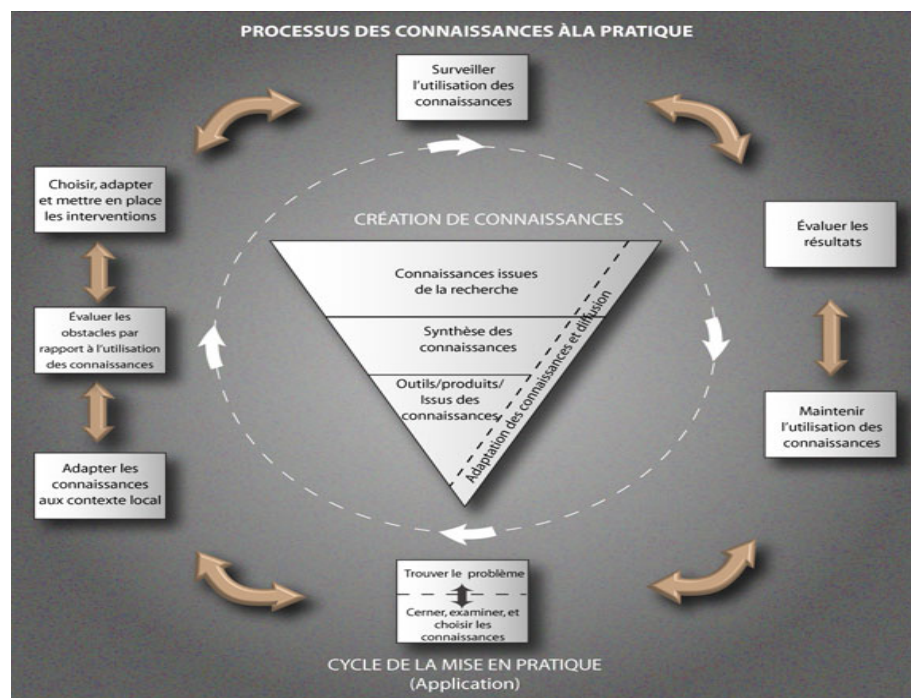 PROCESSUS DES CONNAISSANCES ÀLA PRATIQUE
Surveiller
l'utilisation des
connaissances
Choisir, adapter
et mettre en place
les interventions
Évaluer les
obstacles par
rapport à l'utilisation
des connaissances
Adapter les
connaissances
aux contexte local
CRÉATION DE CONNAISSANCES
Connaissances issues
de la recherche
Synthèse des
connaissances
Outils/produits/
Issus des
connaissances
Adaptation des connaissances et diffusion
Évaluer les
résultats
Maintenir
l'utilisation des
connaissances
Trouver le problème
Cerner, examiner, et
choisir les
connaissances
CYCLE DE LA MISE EN PRATIQUE
(Application)